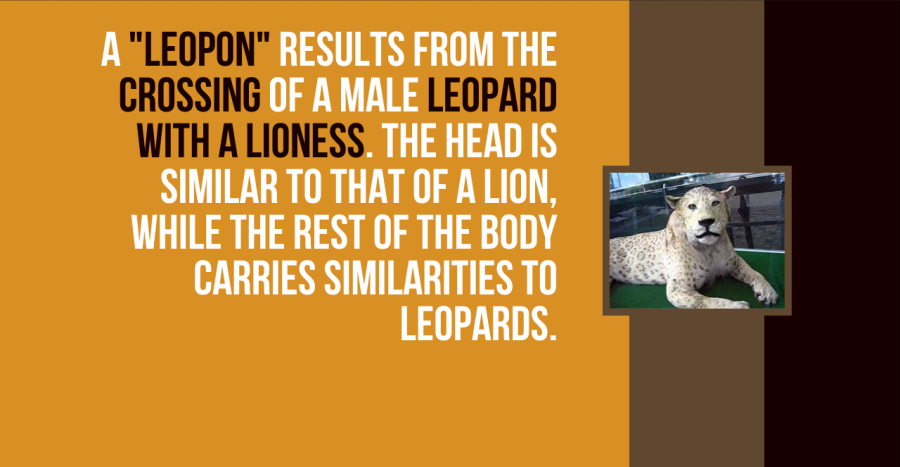 A "LEOPON" RESULTS FROM THE
CROSSING OF A MALE LEOPARD
WITH A LIONESS. THE HEAD IS
SIMILAR TO THAT OF A LION,
WHILE THE REST OF THE BODY
CARRIES SIMILARITIES TO
LEOPARDS.